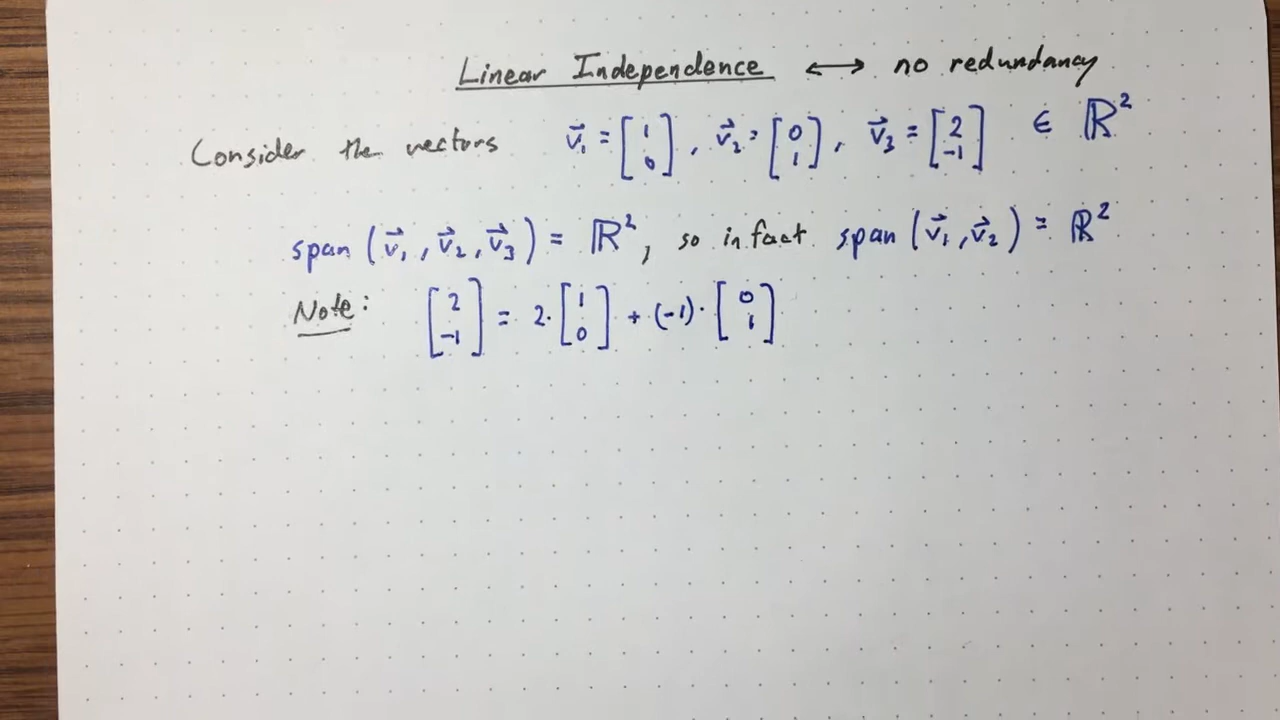 Linear Independence ⟷ no redundancy
Consider the vectors v⃗₁ = [1 0], v⃗₂ = [0 1], v⃗₃ = [2 -1] ∈ ℝ²
span (v⃗₁, v⃗₂, v⃗₃) = ℝ², so in fact span (v⃗₁, v⃗₂) = ℝ²
Note: [2 -1] = 2·[1 0] + (-1)·[0 1]